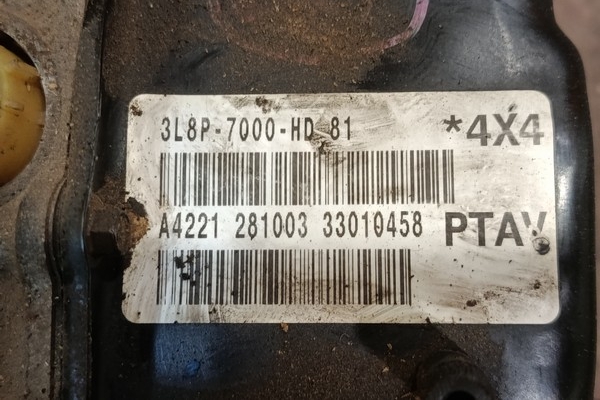 3L8P-7000-HD 81
*4X4
A4221 281003 33010458
PTAV